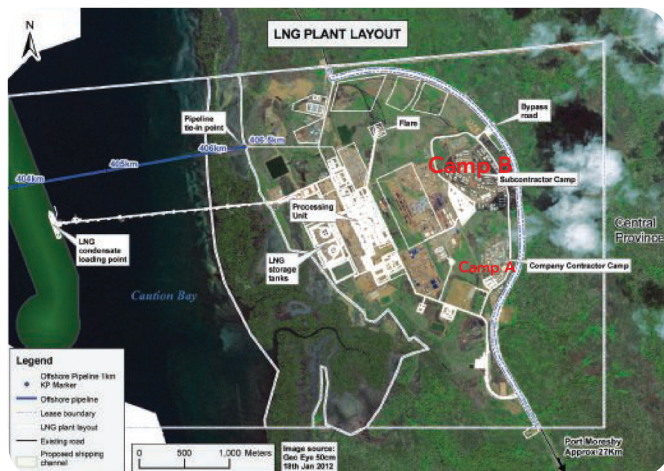 N
LNG PLANT LAYOUT
Pipeline
tie-in point
Flare
Bypass
road
404km
405km
406km
406.5km
Camp B
Subcontractor Camp
Processing
Unit
Central
Province
LNG
condensate
loading point
LNG
storage
tanks
Camp A
Company Contractor Camp
Caution Bay
Legend
Offshore Pipeline 1km
KP Marker
Offshore pipeline
Lease boundary
LNG plant layout
Existing road
Proposed shipping
channel
0 500 1,000 Meters
Image source:
Geo Eye 50cm
18th Jan 2012
Port Moresby
Approx 27Km